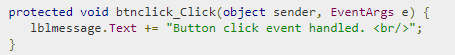 protected void btnclick_Click(object sender, EventArgs e) {
   lblmessage.Text += "Button click event handled. <br/>";
}